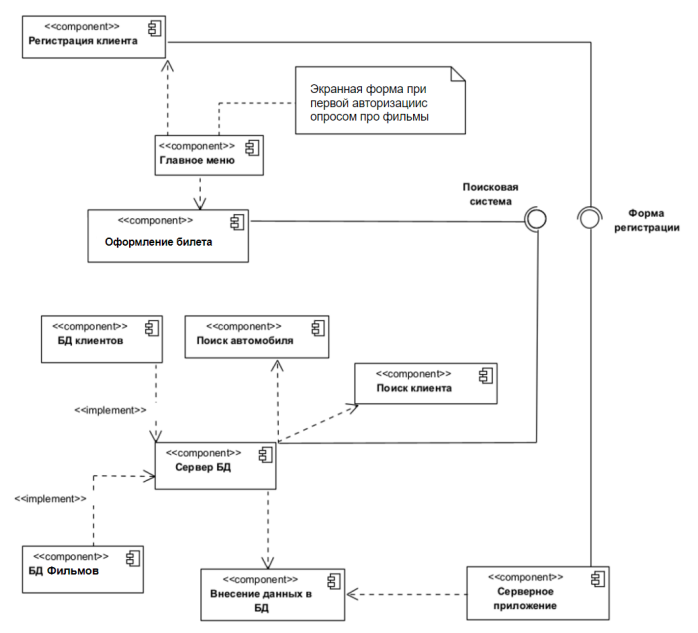 <<component>>
Регистрация клиента
Экранная форма при
первой авторизациис
опросом про фильмы
<<component>>
Главное меню
Поисковая
система
<<component>>
Оформление билета
Форма
регистрации
<<component>>
БД клиентов
<<component>>
Поиск автомобиля
<<component>>
Поиск клиента
<<implement>>
<<component>>
Сервер БД
<<implement>>
<<component>>
БД Фильмов
<<component>>
Внесение данных в
БД
<<component>>
Серверное
приложение